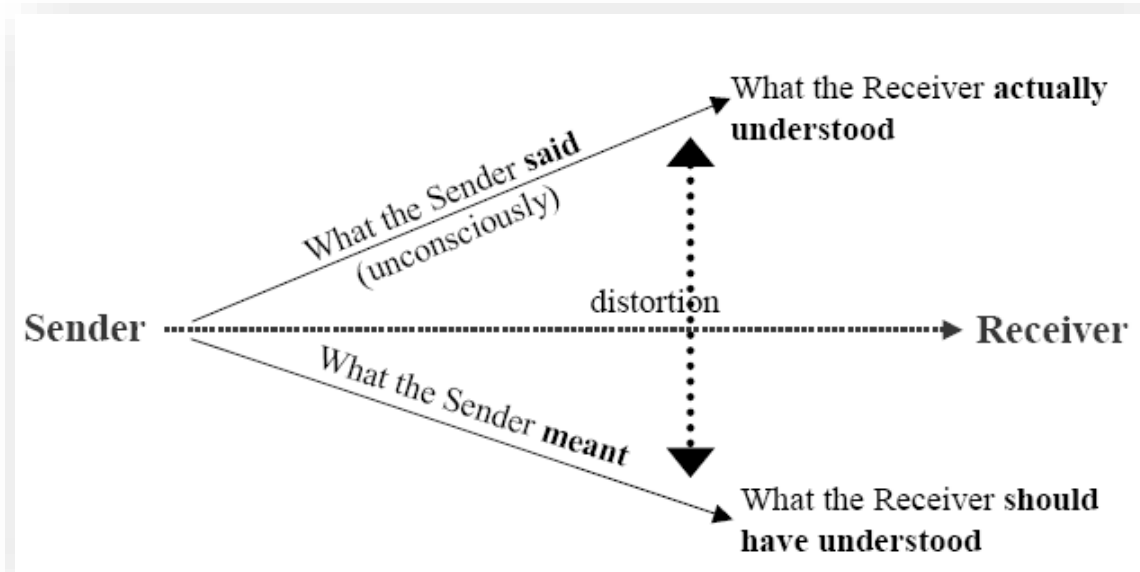 What the Receiver actually
understood
What the Sender said
(unconsciously)
distortion
Sender
Receiver
What the Sender meant
What the Receiver should
have understood